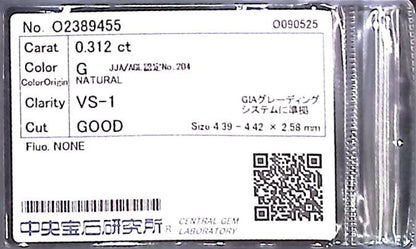 No. O2389455 O090525
Carat 0.312 ct
Color G JJA/AGL認定No.204
ColorOrigin NATURAL
Clarity VS-1 GIAグレーディング
システムに準拠
Cut GOOD Size 4.39 - 4.42 × 2.58 mm
Fluo. NONE
中央宝石研究所® CENTRAL GEM
LABORATORY